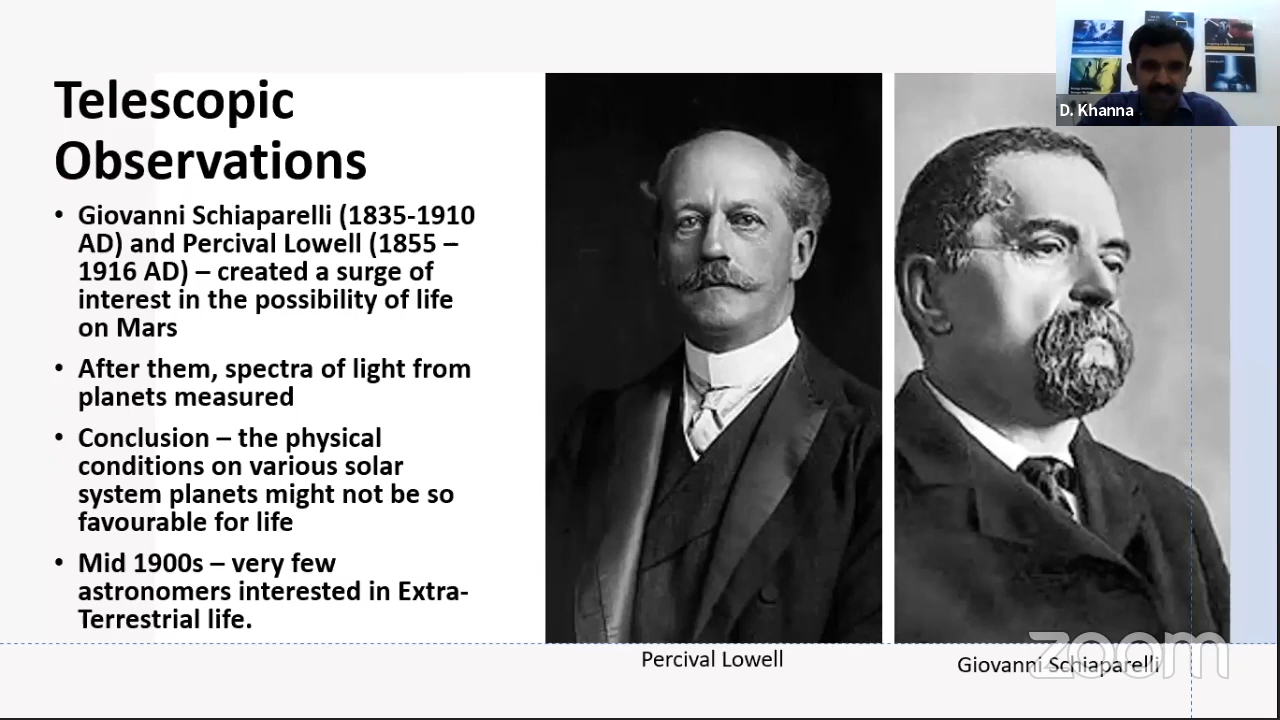 Telescopic
Observations
• Giovanni Schiaparelli (1835-1910
AD) and Percival Lowell (1855 –
1916 AD) – created a surge of
interest in the possibility of life
on Mars
• After them, spectra of light from
planets measured
• Conclusion – the physical
conditions on various solar
system planets might not be so
favourable for life
• Mid 1900s – very few
astronomers interested in Extra-
Terrestrial life.
Percival Lowell
Giovanni Schiaparelli
D. Khanna
zoom